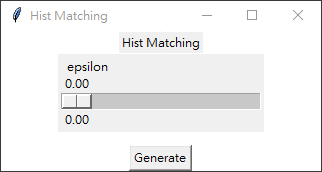 Hist Matching
Hist Matching
epsilon
0.00
0.00
Generate